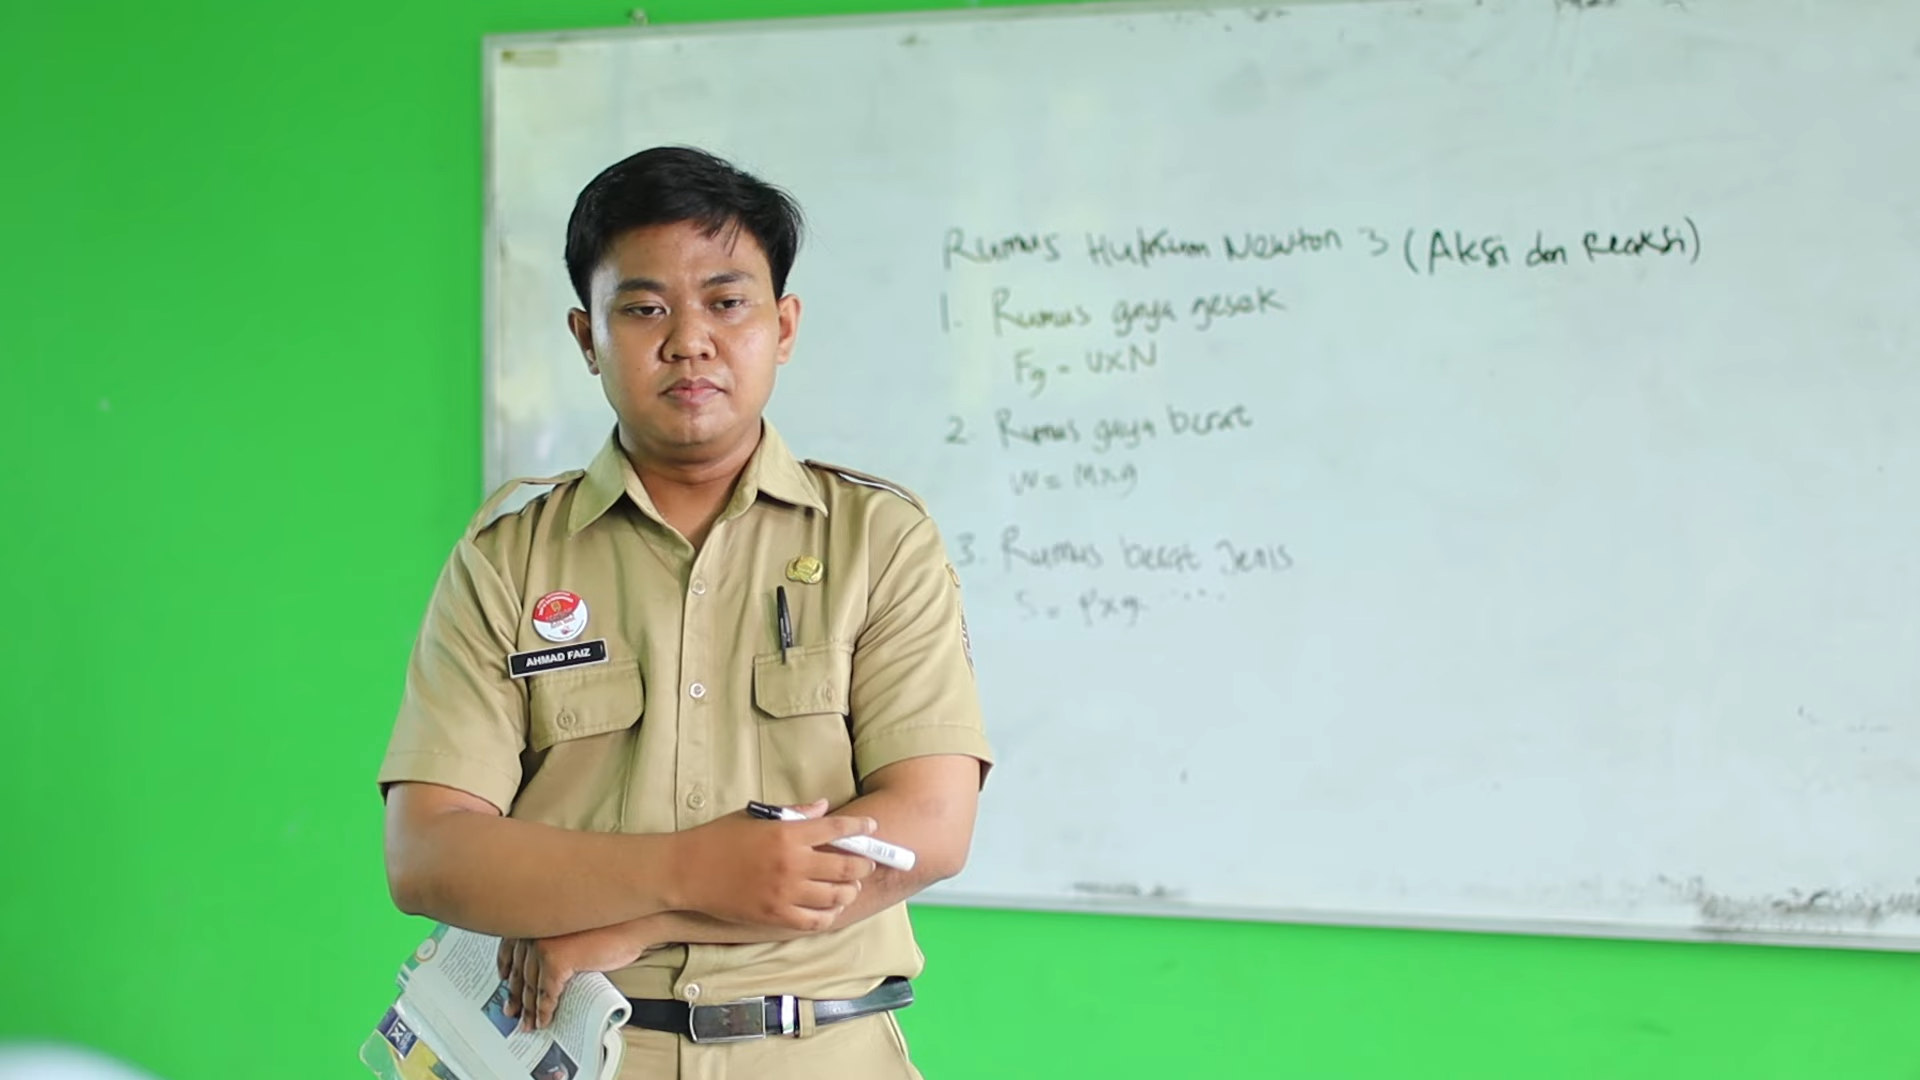 Rumus Hukum Newton 3 (Aksi dan Reaksi)
1. Rumus gaya gesek
Fg = UXN
2. Rumus gaya berat
W = Mxg
3. Rumus berat Jenis
S = ρxg .....
AHMAD FAIZ